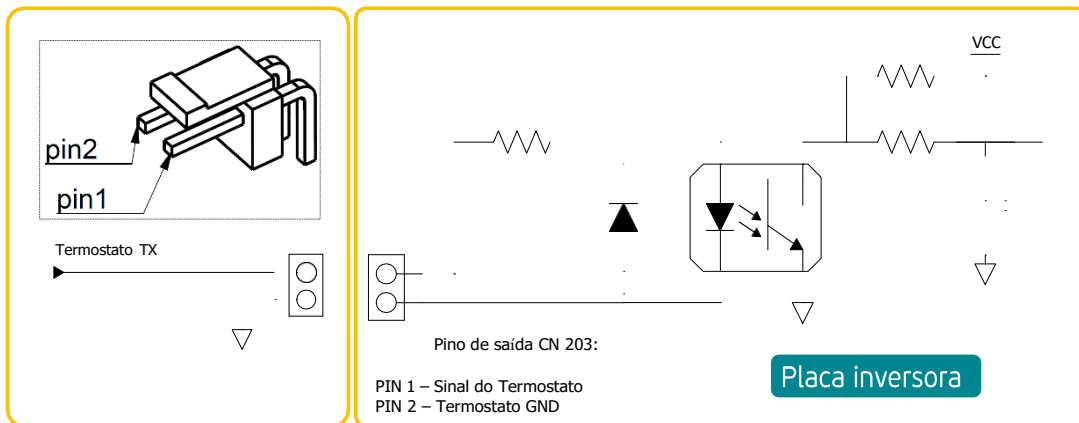 pin2
pin1
Termostato TX
VCC
Pino de saída CN 203:
PIN 1 – Sinal do Termostato
PIN 2 – Termostato GND
Placa inversora